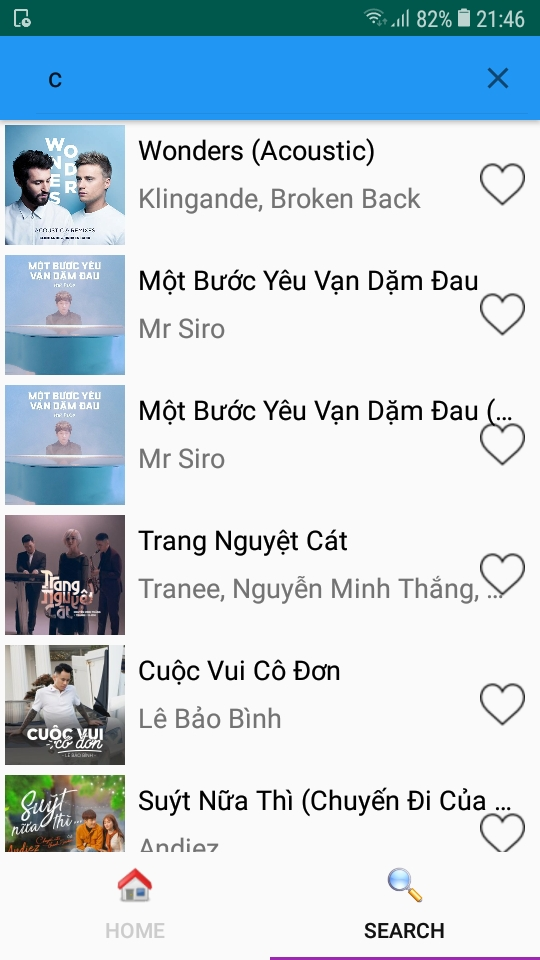 82% 21:46
c
WONDERS
ACOUSTIC & REMIXES
Wonders (Acoustic)
Klingande, Broken Back
MỘT BƯỚC YÊU
VẠN DẶM ĐAU
Một Bước Yêu Vạn Dặm Đau
Mr Siro
MỘT BƯỚC YÊU
VẠN DẶM ĐAU
Một Bước Yêu Vạn Dặm Đau (...
Mr Siro
Trang
Nguyệt
Cát
Trang Nguyệt Cát
Tranee, Nguyễn Minh Thắng, ...
CUỘC VUI
cô đơn
- LÊ BẢO BÌNH -
Cuộc Vui Cô Đơn
Lê Bảo Bình
Suýt
nữa thì...
Andiez
Suýt Nữa Thì (Chuyến Đi Của ...
Andiez
HOME
SEARCH